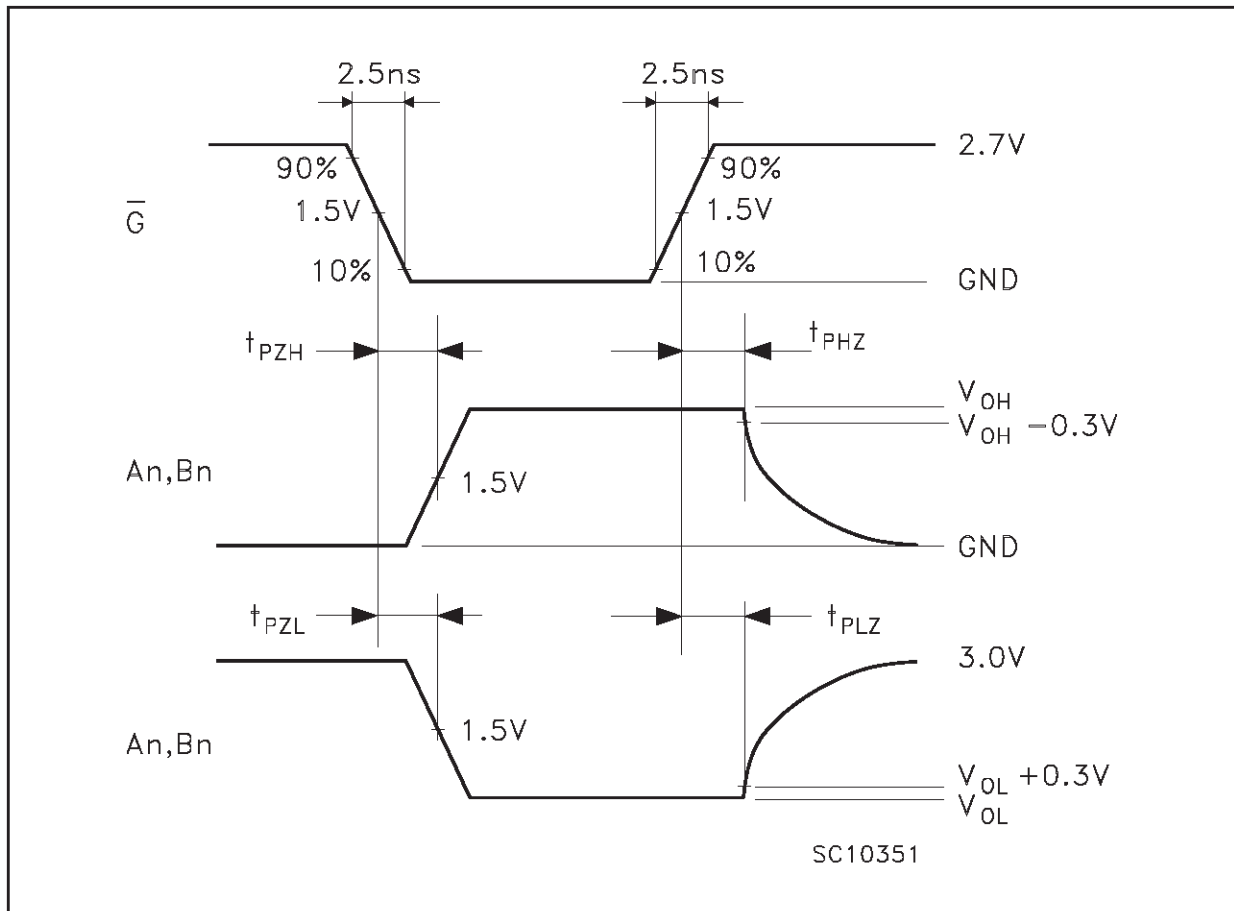 2.5ns 2.5ns
2.7V
90% 90%
G̅ 1.5V 1.5V
10% 10%
GND
tPZH tPHZ
VOH
VOH −0.3V
An,Bn 1.5V
GND
tPZL tPLZ
3.0V
An,Bn 1.5V
VOL +0.3V
VOL
SC10351